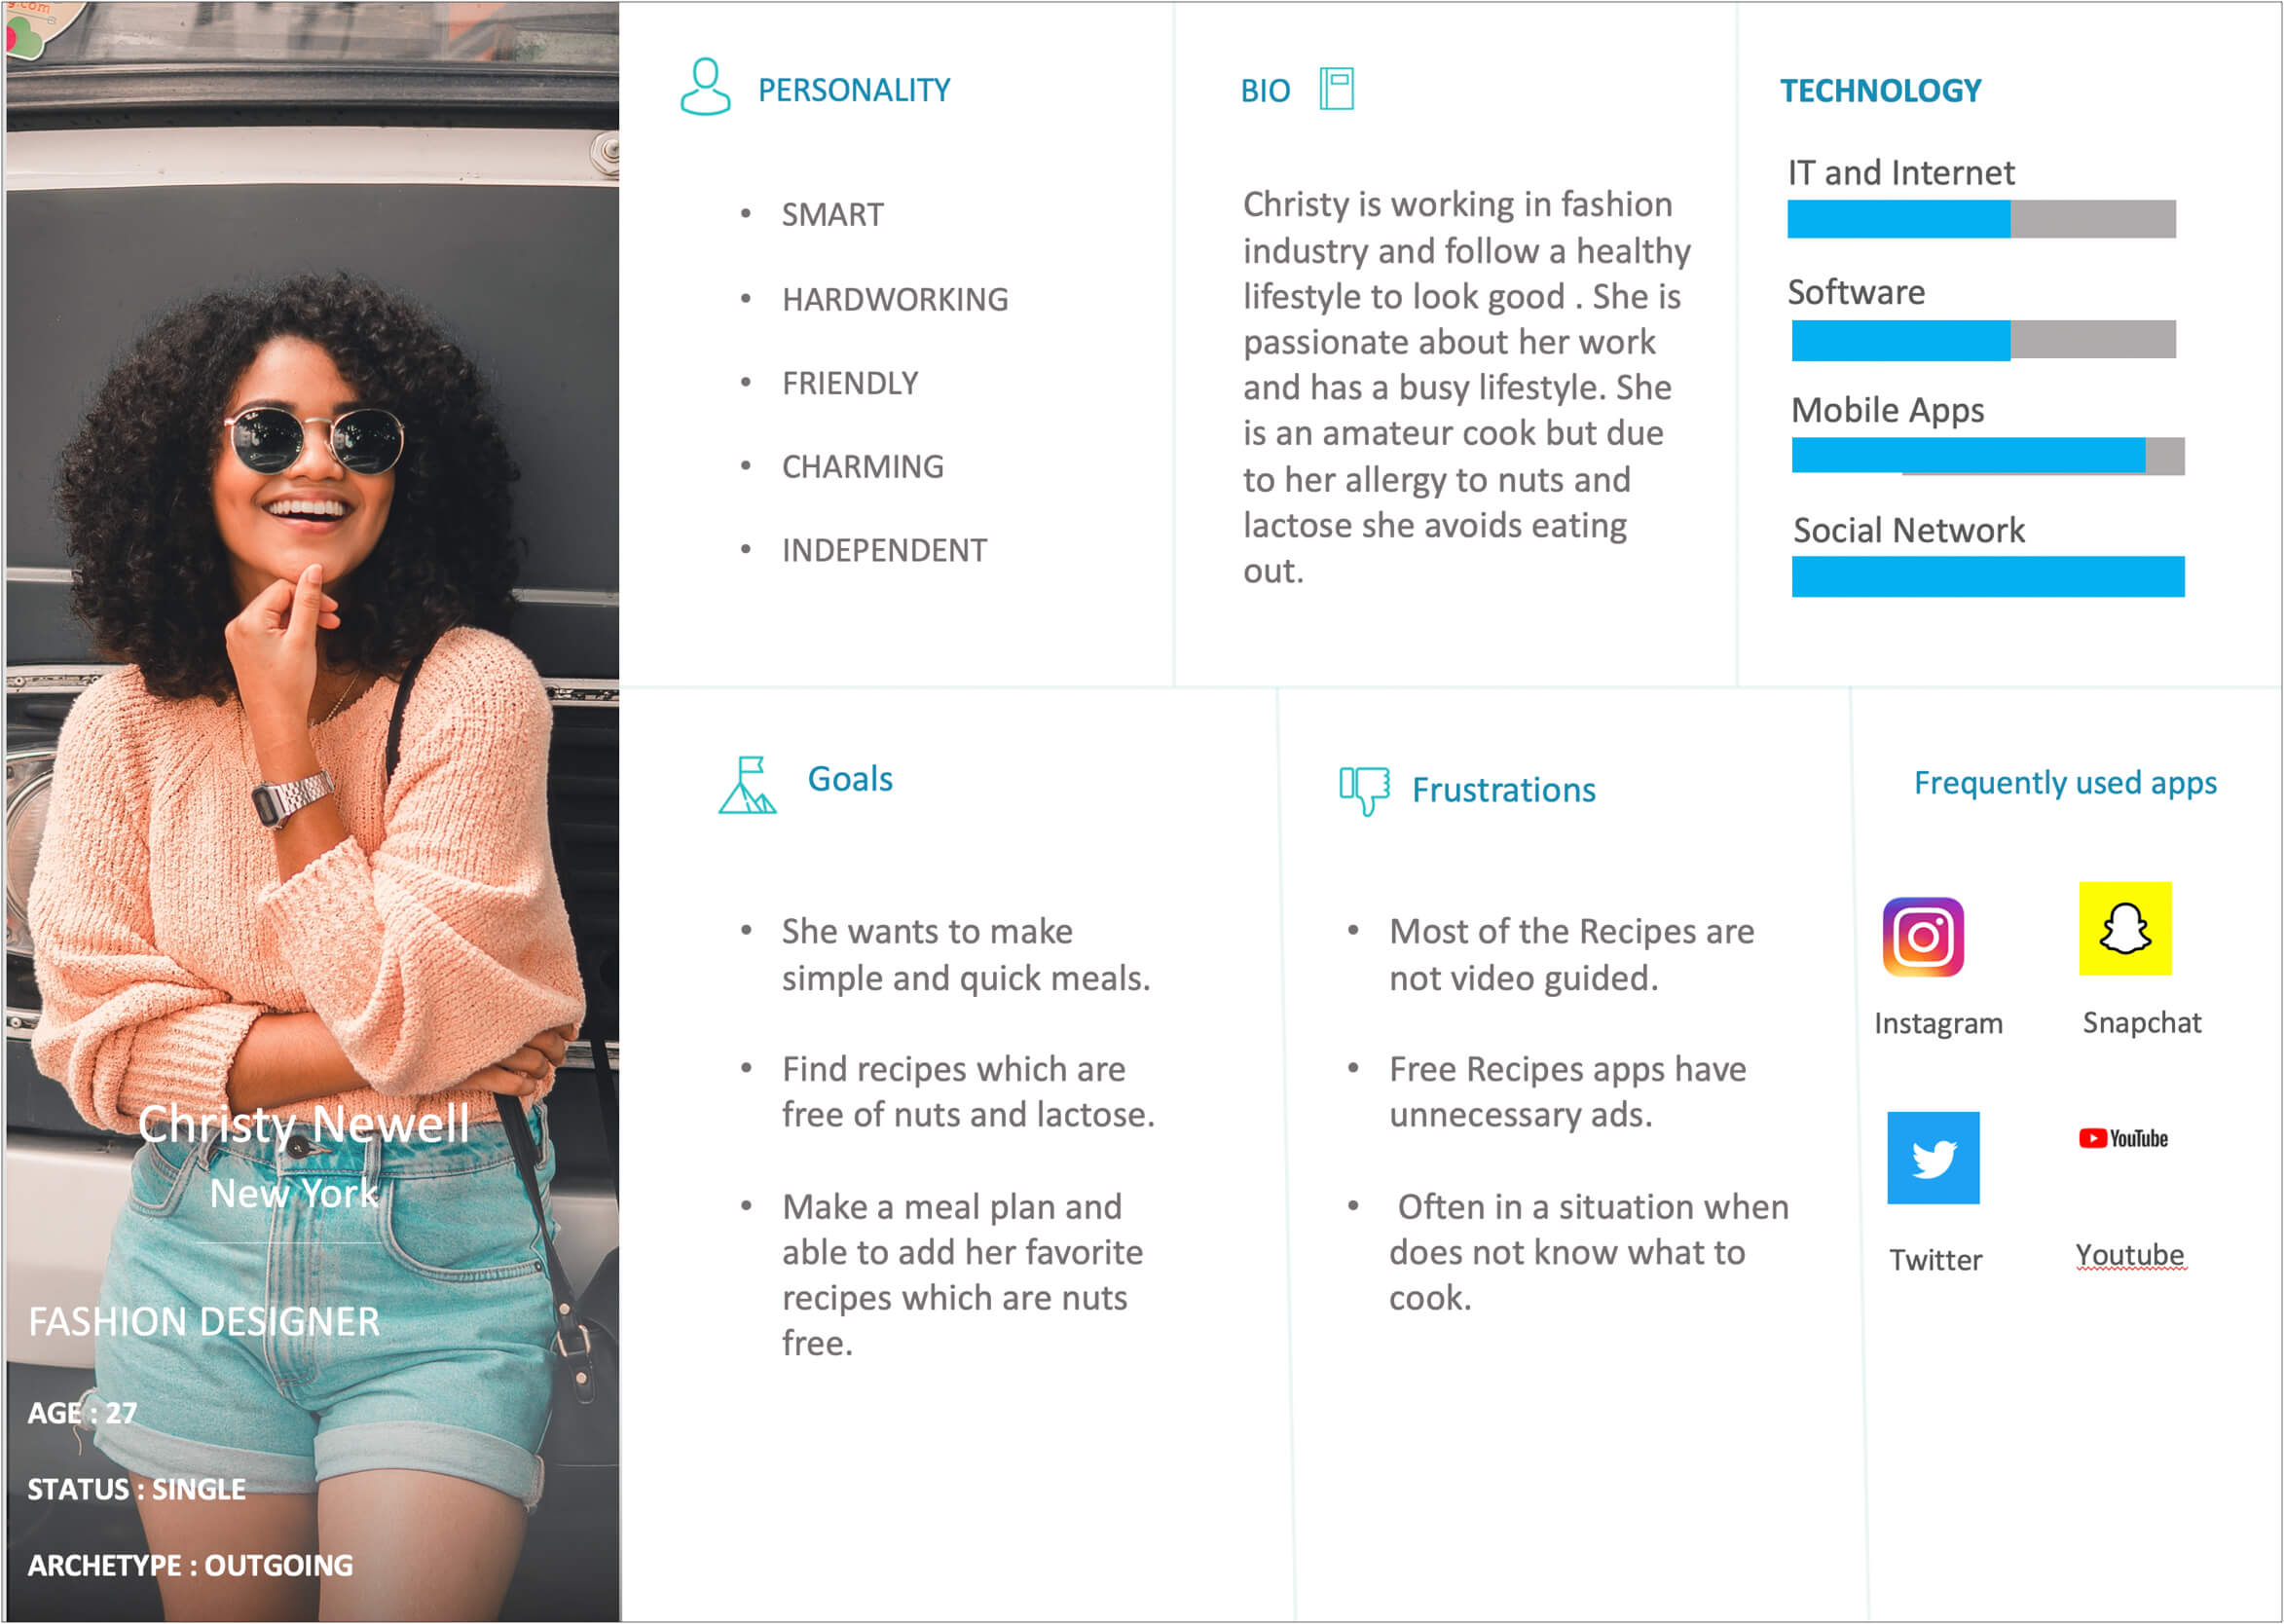 g.com
Christy Newell
New York
FASHION DESIGNER
AGE : 27
STATUS : SINGLE
ARCHETYPE : OUTGOING
PERSONALITY
• SMART
• HARDWORKING
• FRIENDLY
• CHARMING
• INDEPENDENT
BIO
Christy is working in fashion
industry and follow a healthy
lifestyle to look good . She is
passionate about her work
and has a busy lifestyle. She
is an amateur cook but due
to her allergy to nuts and
lactose she avoids eating
out.
TECHNOLOGY
IT and Internet
Software
Mobile Apps
Social Network
Goals
• She wants to make
simple and quick meals.
• Find recipes which are
free of nuts and lactose.
• Make a meal plan and
able to add her favorite
recipes which are nuts
free.
Frustrations
• Most of the Recipes are
not video guided.
• Free Recipes apps have
unnecessary ads.
• Often in a situation when
does not know what to
cook.
Frequently used apps
Instagram
Snapchat
YouTube
Twitter
Youtube